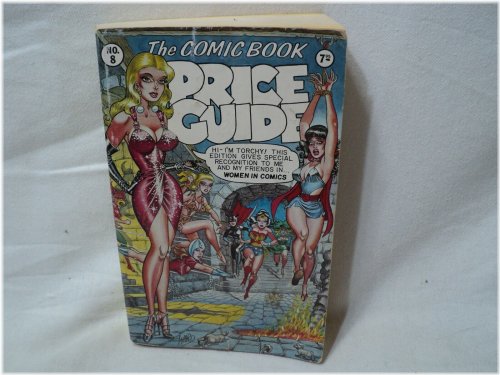 NO.
8
The COMIC BOOK
7.95
PRICE
GUIDE
HI- I'M TORCHY! THIS
EDITION GIVES SPECIAL
RECOGNITION TO ME
AND MY FRIENDS IN...
WOMEN IN COMICS